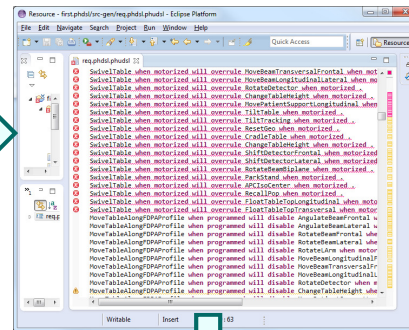 Resource - first.phdsl/src-gen/req.phdsl.phudsl - Eclipse Platform
File Edit Navigate Search Project Run Window Help
Quick Access
Resource
req.phdsl.phudsl
SwivelTable when motorized will overrule MoveBeamTransversalFrontal when mot
SwivelTable when motorized will overrule MoveBeamLongitudinalLateral when mo
SwivelTable when motorized will overrule RotateDetector when motorized .
SwivelTable when motorized will overrule ChangeTableHeight when motorized .
SwivelTable when motorized will overrule MovePatientSupportLongitudinal when
SwivelTable when motorized will overrule TiltTable when motorized .
SwivelTable when motorized will overrule TiltTracking when motorized .
SwivelTable when motorized will overrule ResetGeo when motorized .
SwivelTable when motorized will overrule CradleTable when motorized .
SwivelTable when motorized will overrule ChangeTableHeight when motorized .
SwivelTable when motorized will overrule ShiftDetectorFrontal when motorized
SwivelTable when motorized will overrule ShiftDetectorLateral when motorized
SwivelTable when motorized will overrule RotateBeamBiplane when motorized .
SwivelTable when motorized will overrule ParkStand when motorized .
SwivelTable when motorized will overrule APCIsoCenter when motorized .
SwivelTable when motorized will overrule RecallPop when motorized .
SwivelTable when motorized will overrule FloatTableTopLongitudinal when moto
SwivelTable when motorized will overrule FloatTableTopTransversal when motor
MoveTableAlongFDPAProfile when programmed will disable AngulateBeamFrontal w
MoveTableAlongFDPAProfile when programmed will disable AngulateBeamLateral w
MoveTableAlongFDPAProfile when programmed will disable RotateBeamFrontal whe
MoveTableAlongFDPAProfile when programmed will disable RotateBeamLateral whe
MoveTableAlongFDPAProfile when programmed will disable RotateLArm when motor
MoveTableAlongFDPAProfile when programmed will disable MoveBeamLongitudinalF
MoveTableAlongFDPAProfile when programmed will disable MoveBeamTransversalFr
MoveTableAlongFDPAProfile when programmed will disable MoveBeamLongitudinalL
MoveTableAlongFDPAProfile when programmed will disable RotateDetector when m
MoveTableAlongFDPAProfile when programmed will disable ChangeTableHeight whe
req.p
Writable Insert : 63